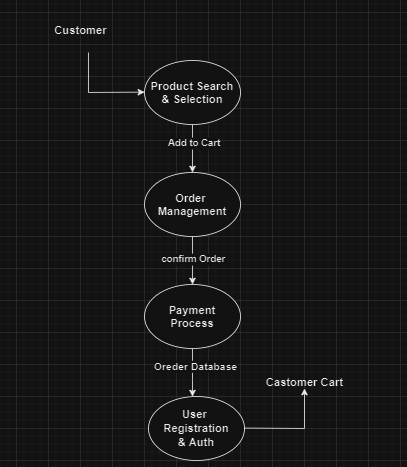 Customer
Product Search
& Selection
Add to Cart
Order
Management
confirm Order
Payment
Process
Oreder Database
Castomer Cart
User
Registration
& Auth